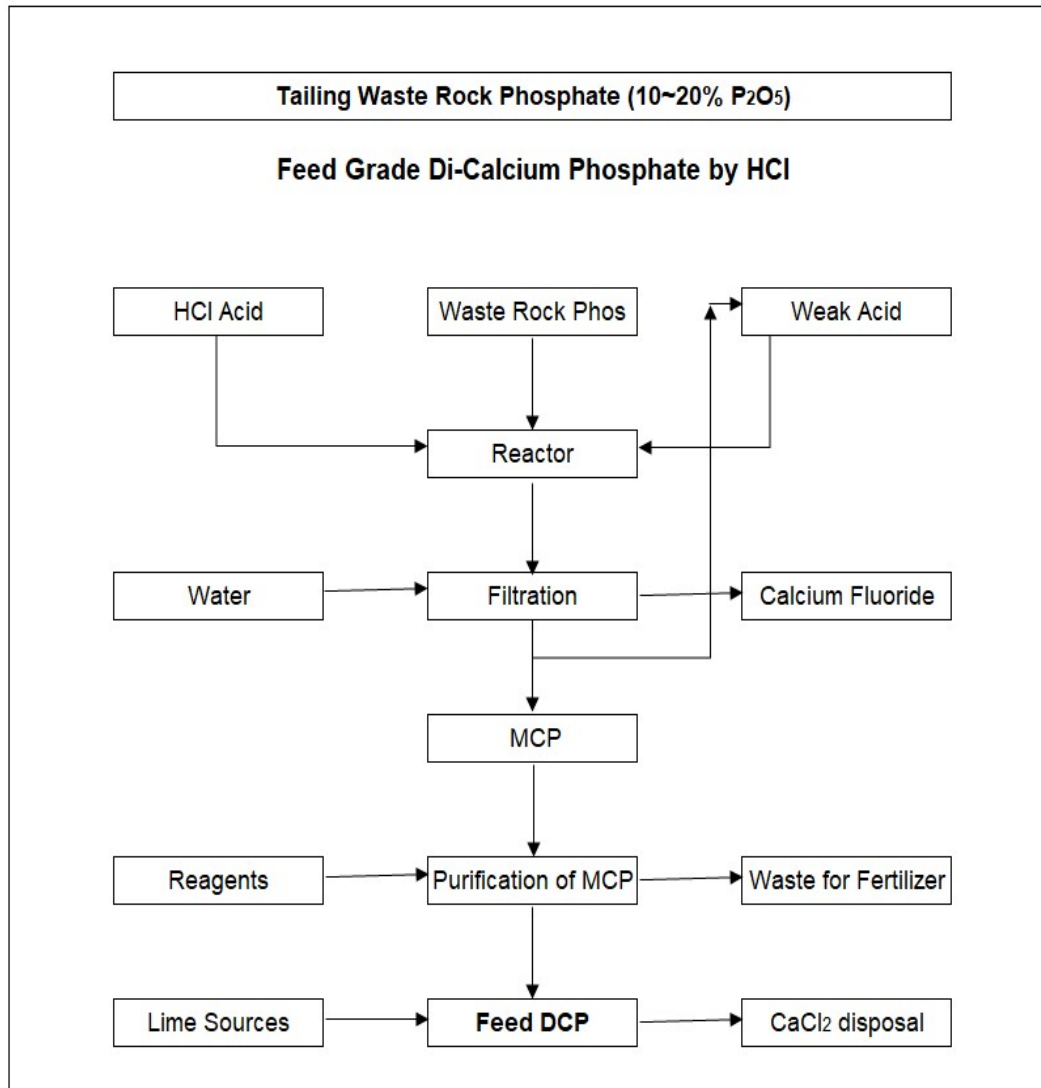 Tailing Waste Rock Phosphate (10~20% P₂O₅)
Feed Grade Di-Calcium Phosphate by HCl
HCl Acid
Waste Rock Phos
Weak Acid
Reactor
Water
Filtration
Calcium Fluoride
MCP
Reagents
Purification of MCP
Waste for Fertilizer
Lime Sources
Feed DCP
CaCl₂ disposal